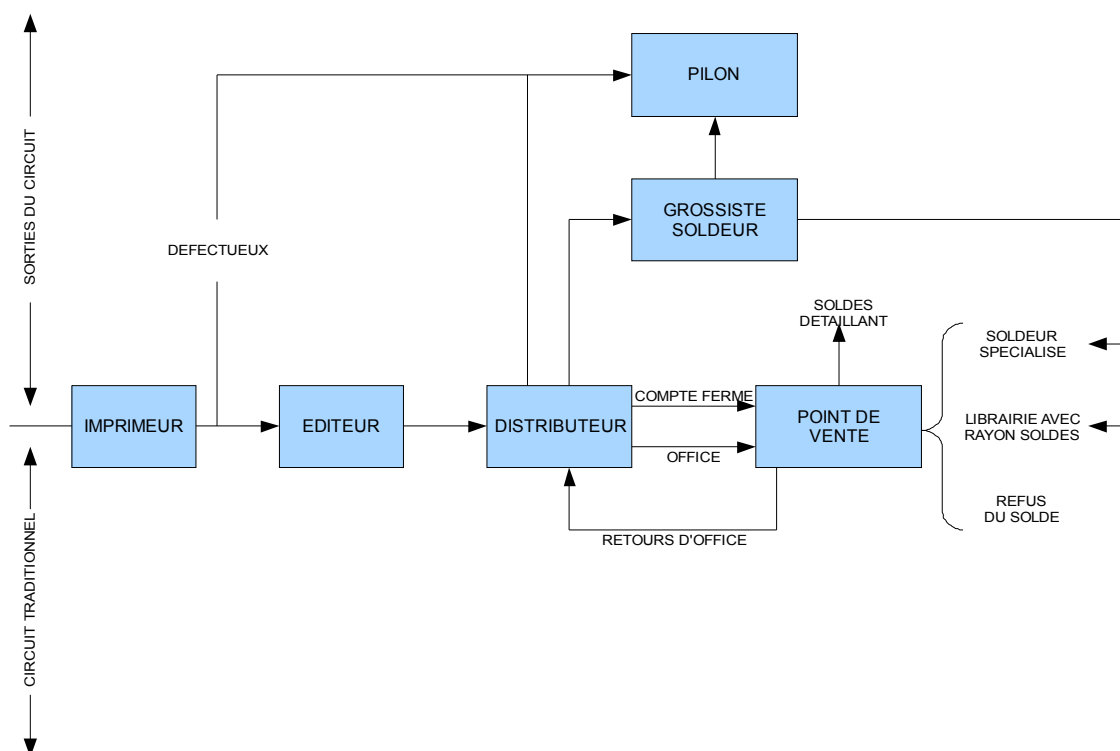 PILON
SORTIES DU CIRCUIT
GROSSISTE
SOLDEUR
DEFECTUEUX
SOLDES
DETAILLANT
SOLDEUR
SPECIALISE
IMPRIMEUR
EDITEUR
DISTRIBUTEUR
COMPTE FERME
OFFICE
POINT DE
VENTE
LIBRAIRIE AVEC
RAYON SOLDES
REFUS
DU SOLDE
RETOURS D'OFFICE
CIRCUIT TRADITIONNEL